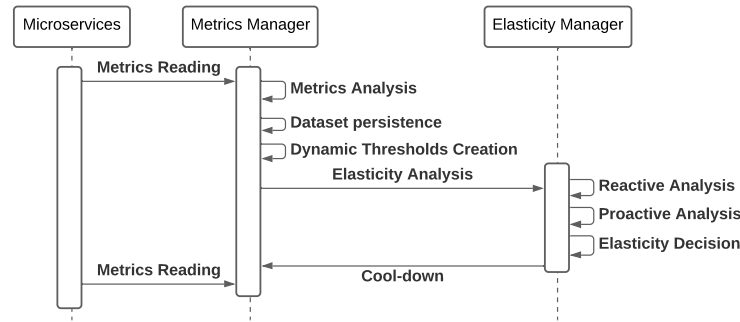 Microservices
Metrics Manager
Elasticity Manager
Metrics Reading
Metrics Analysis
Dataset persistence
Dynamic Thresholds Creation
Elasticity Analysis
Reactive Analysis
Proactive Analysis
Elasticity Decision
Metrics Reading
Cool-down